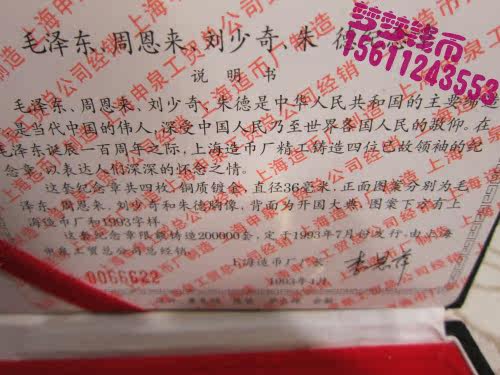 梦梦钱币
15611243553
毛泽东、周恩来、刘少奇、朱 德
说明书
毛泽东、周恩来、刘少奇、朱德是中华人民共和国的主要
是当代中国的伟人,深受中国人民乃至世界各国人民的敬仰。在
毛泽东诞辰一百周年之际,上海造币厂精工铸造四位已故领袖的纪
念章,以表达人们深深的怀念之情。
这套纪念章共四枚,铜质镀金,直径36毫米,正面图案分别为毛
泽东、周恩来、刘少奇和朱德胸像,背面为开国大典,图案下方有上
海造币厂和1993字样。
这套纪念章限额铸造200000套,定于1993年7月份发行,由上海
申泉工贸总公司总经销。
上海造币厂厂长
0066622